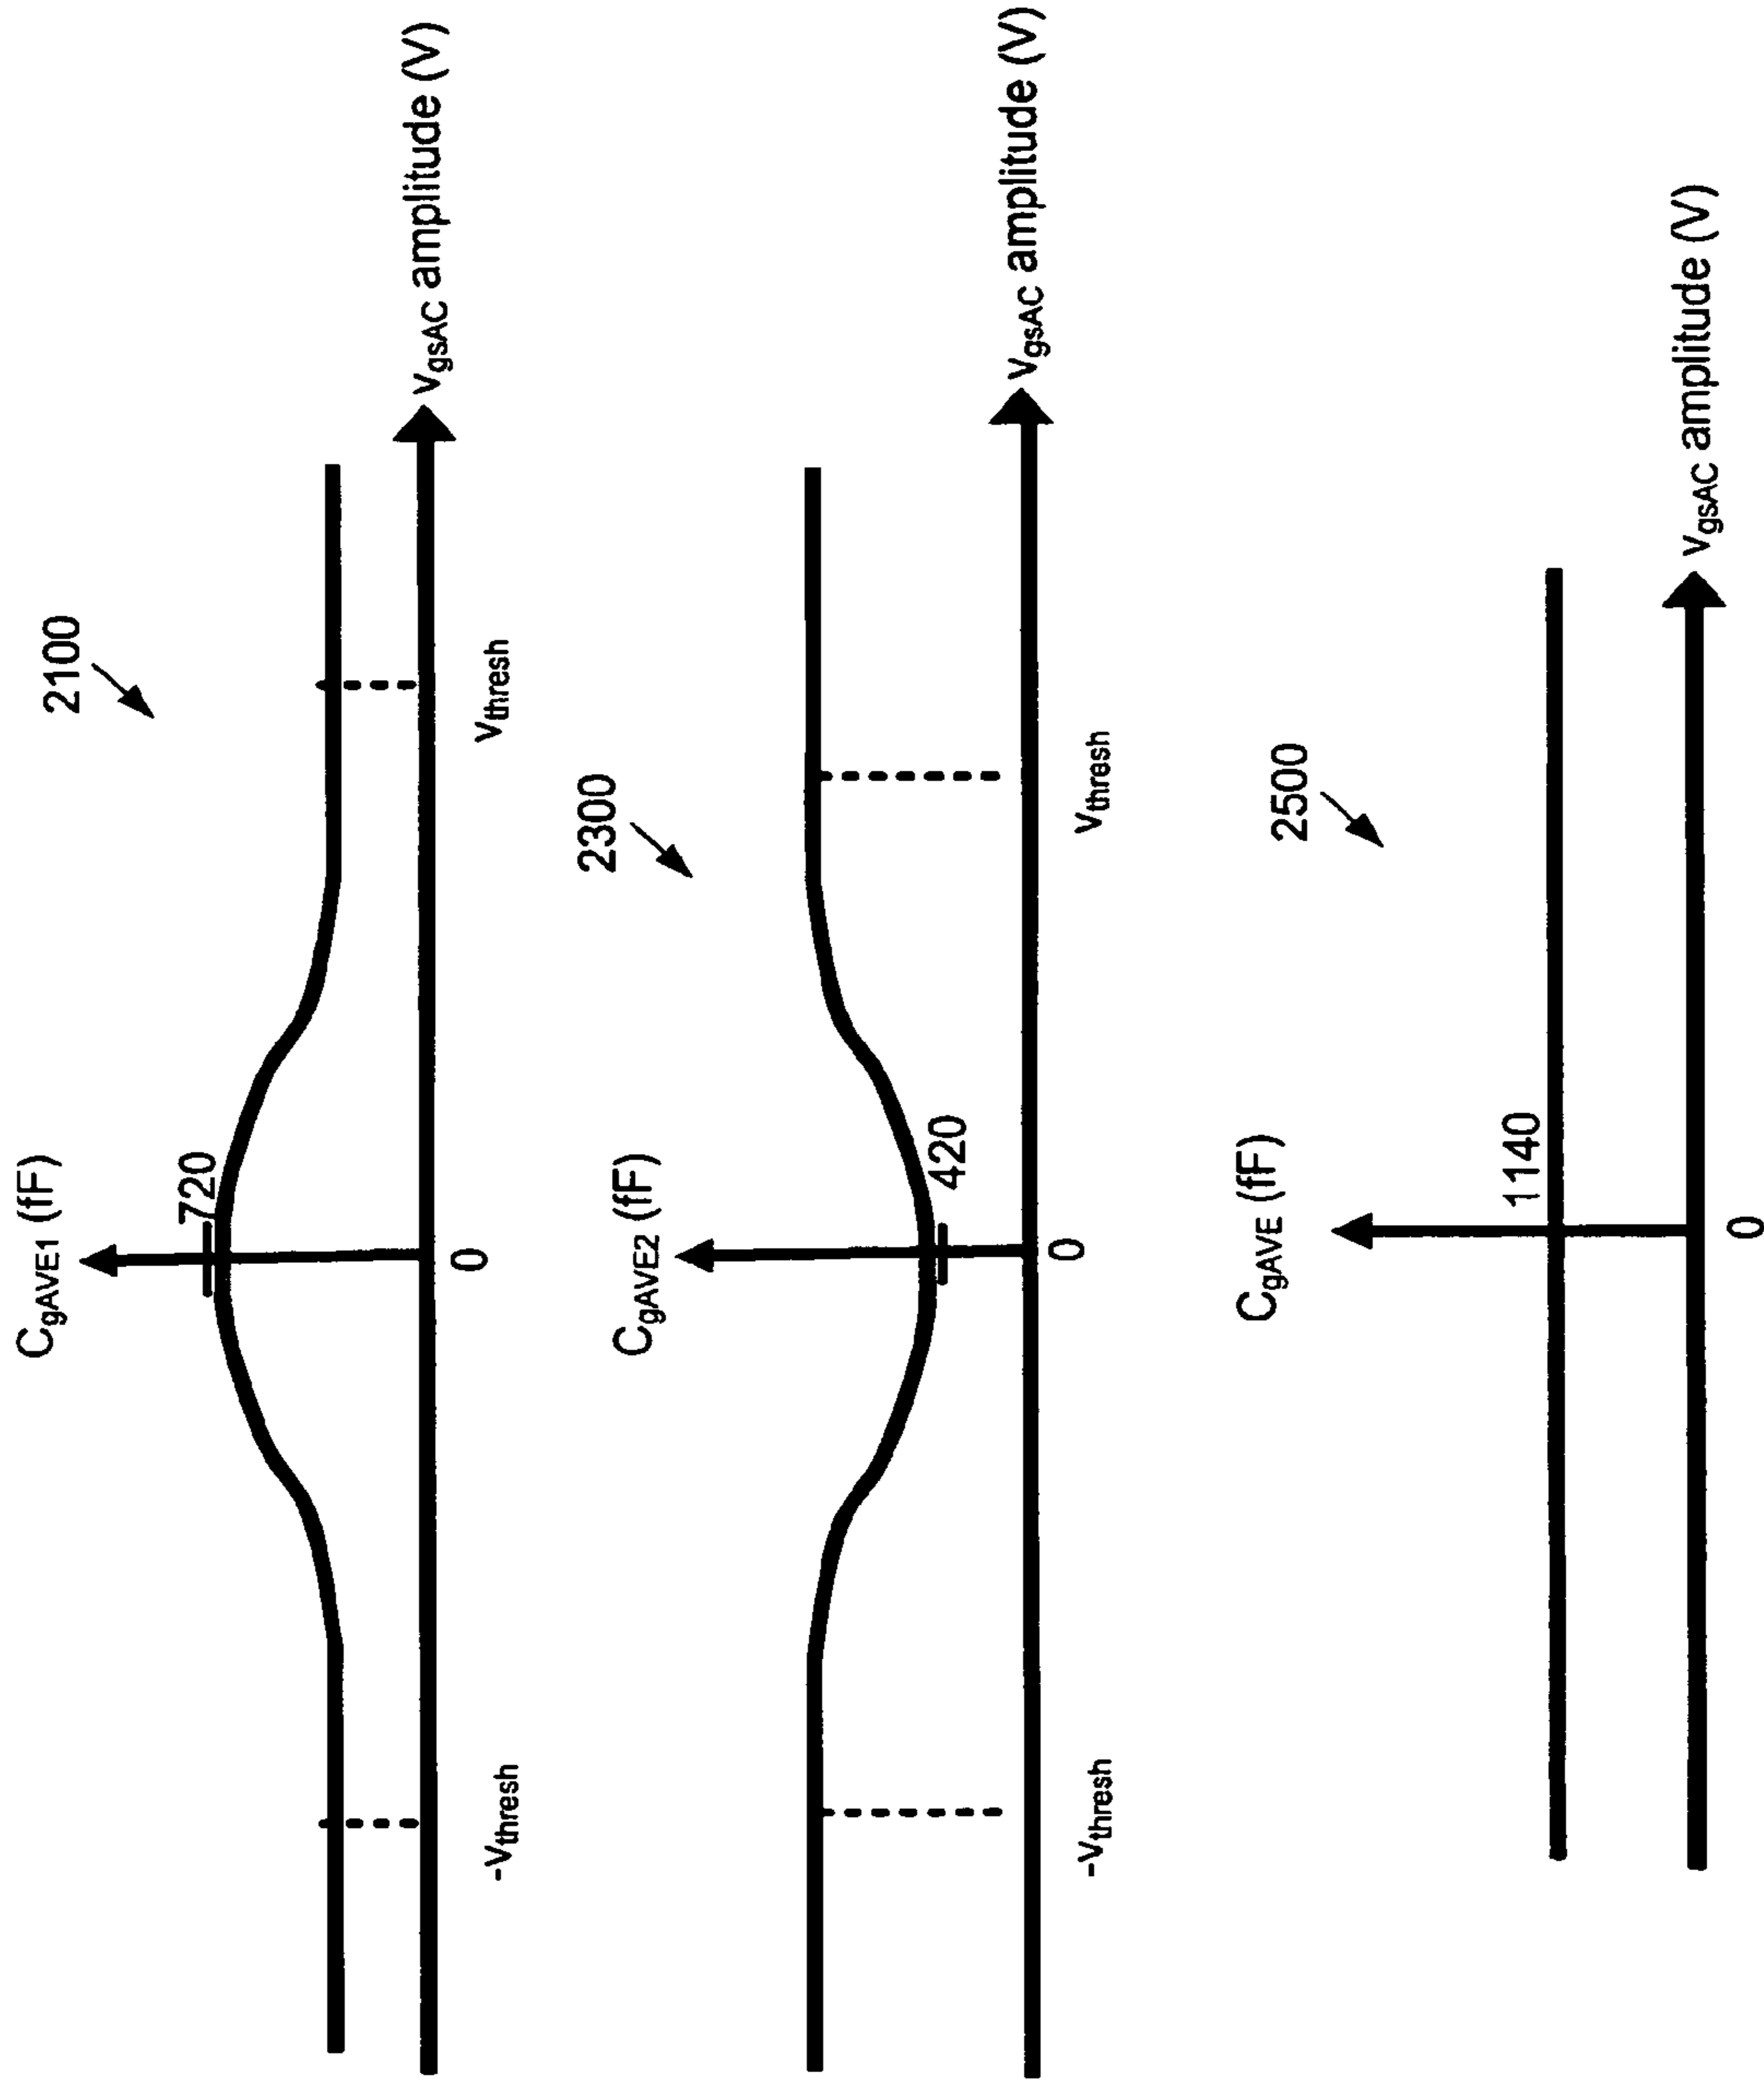 2100
CgAVE1 (fF)
720
-Vthresh
0
Vthresh
VgsAC amplitude (V)
2300
CgAVE2 (fF)
420
-Vthresh
0
Vthresh
VgsAC amplitude (V)
2500
CgAVE (fF)
1140
0
VgsAC amplitude (V)